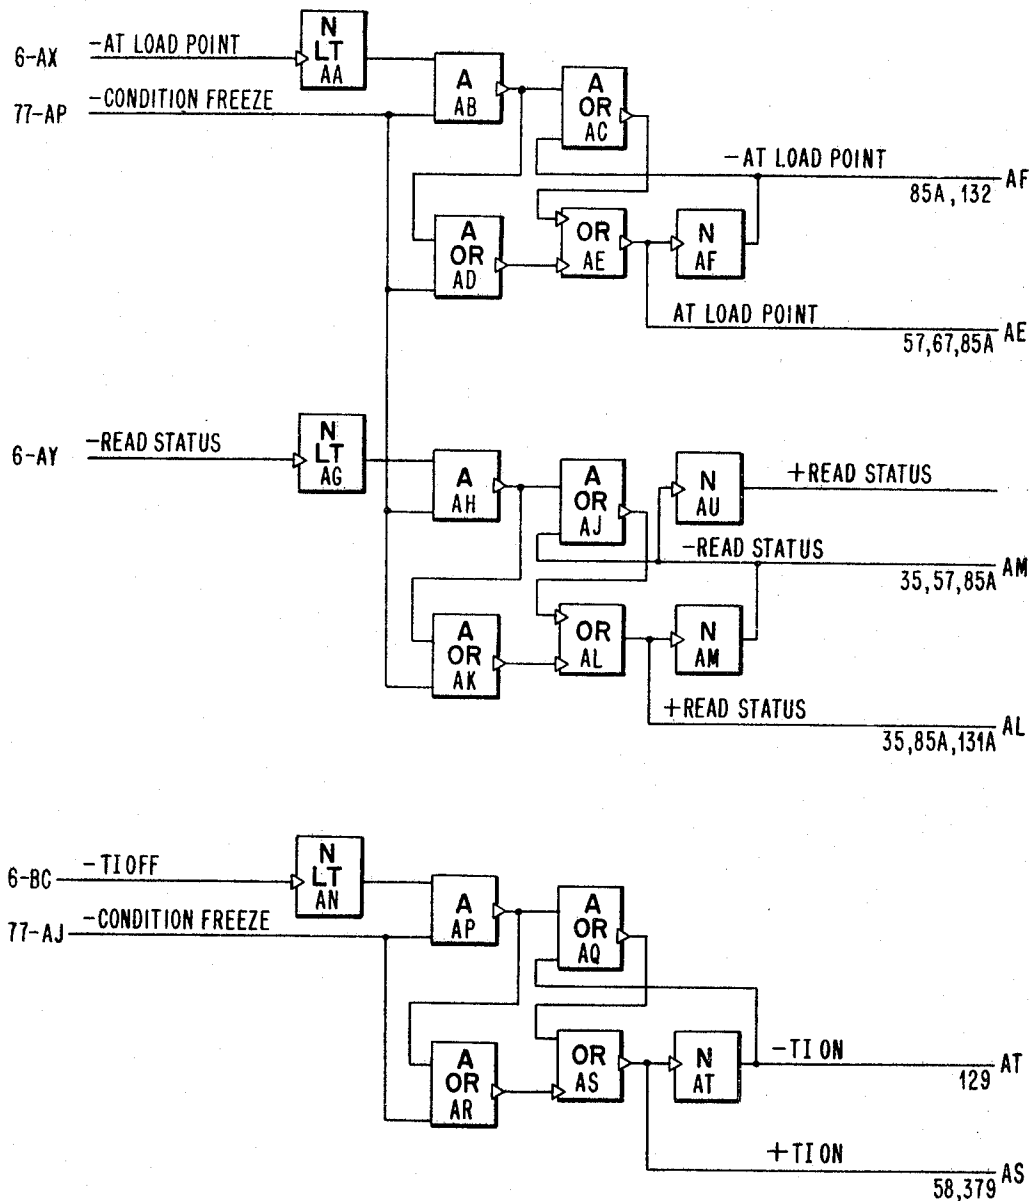 6-AX
-AT LOAD POINT
N
LT
AA
77-AP
-CONDITION FREEZE
A
AB
A
OR
AC
-AT LOAD POINT
AF
85A, 132
A
OR
AD
OR
AE
N
AF
AT LOAD POINT
AE
57,67,85A
6-AY
-READ STATUS
N
LT
AG
A
AH
A
OR
AJ
N
AU
+READ STATUS
-READ STATUS
AM
35,57,85A
A
OR
AK
OR
AL
N
AM
+READ STATUS
AL
35,85A,131A
6-BC
-TI OFF
N
LT
AN
77-AJ
-CONDITION FREEZE
A
AP
A
OR
AQ
A
OR
AR
OR
AS
N
AT
-TI ON
AT
129
+TI ON
AS
58,379